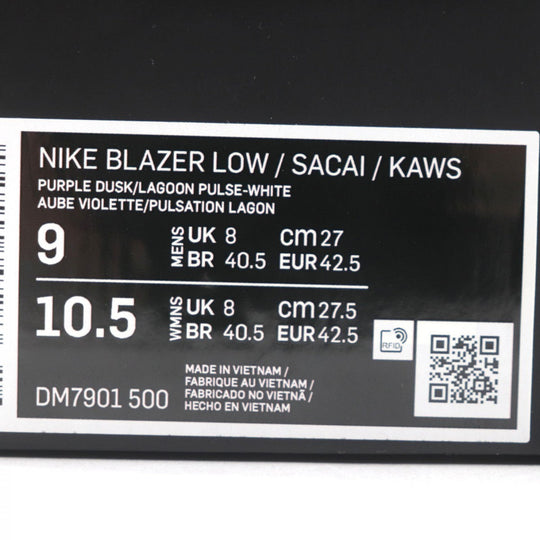 NIKE BLAZER LOW / SACAI / KAWS
PURPLE DUSK/LAGOON PULSE-WHITE
AUBE VIOLETTE/PULSATION LAGON
9 MENS UK 8 cm 27
BR 40.5 EUR 42.5
10.5 WMNS UK 8 cm 27.5
BR 40.5 EUR 42.5
RFID
MADE IN VIETNAM /
FABRIQUE AU VIETNAM /
FABRICADO NO VIETNÃ /
HECHO EN VIETNAM
DM7901 500